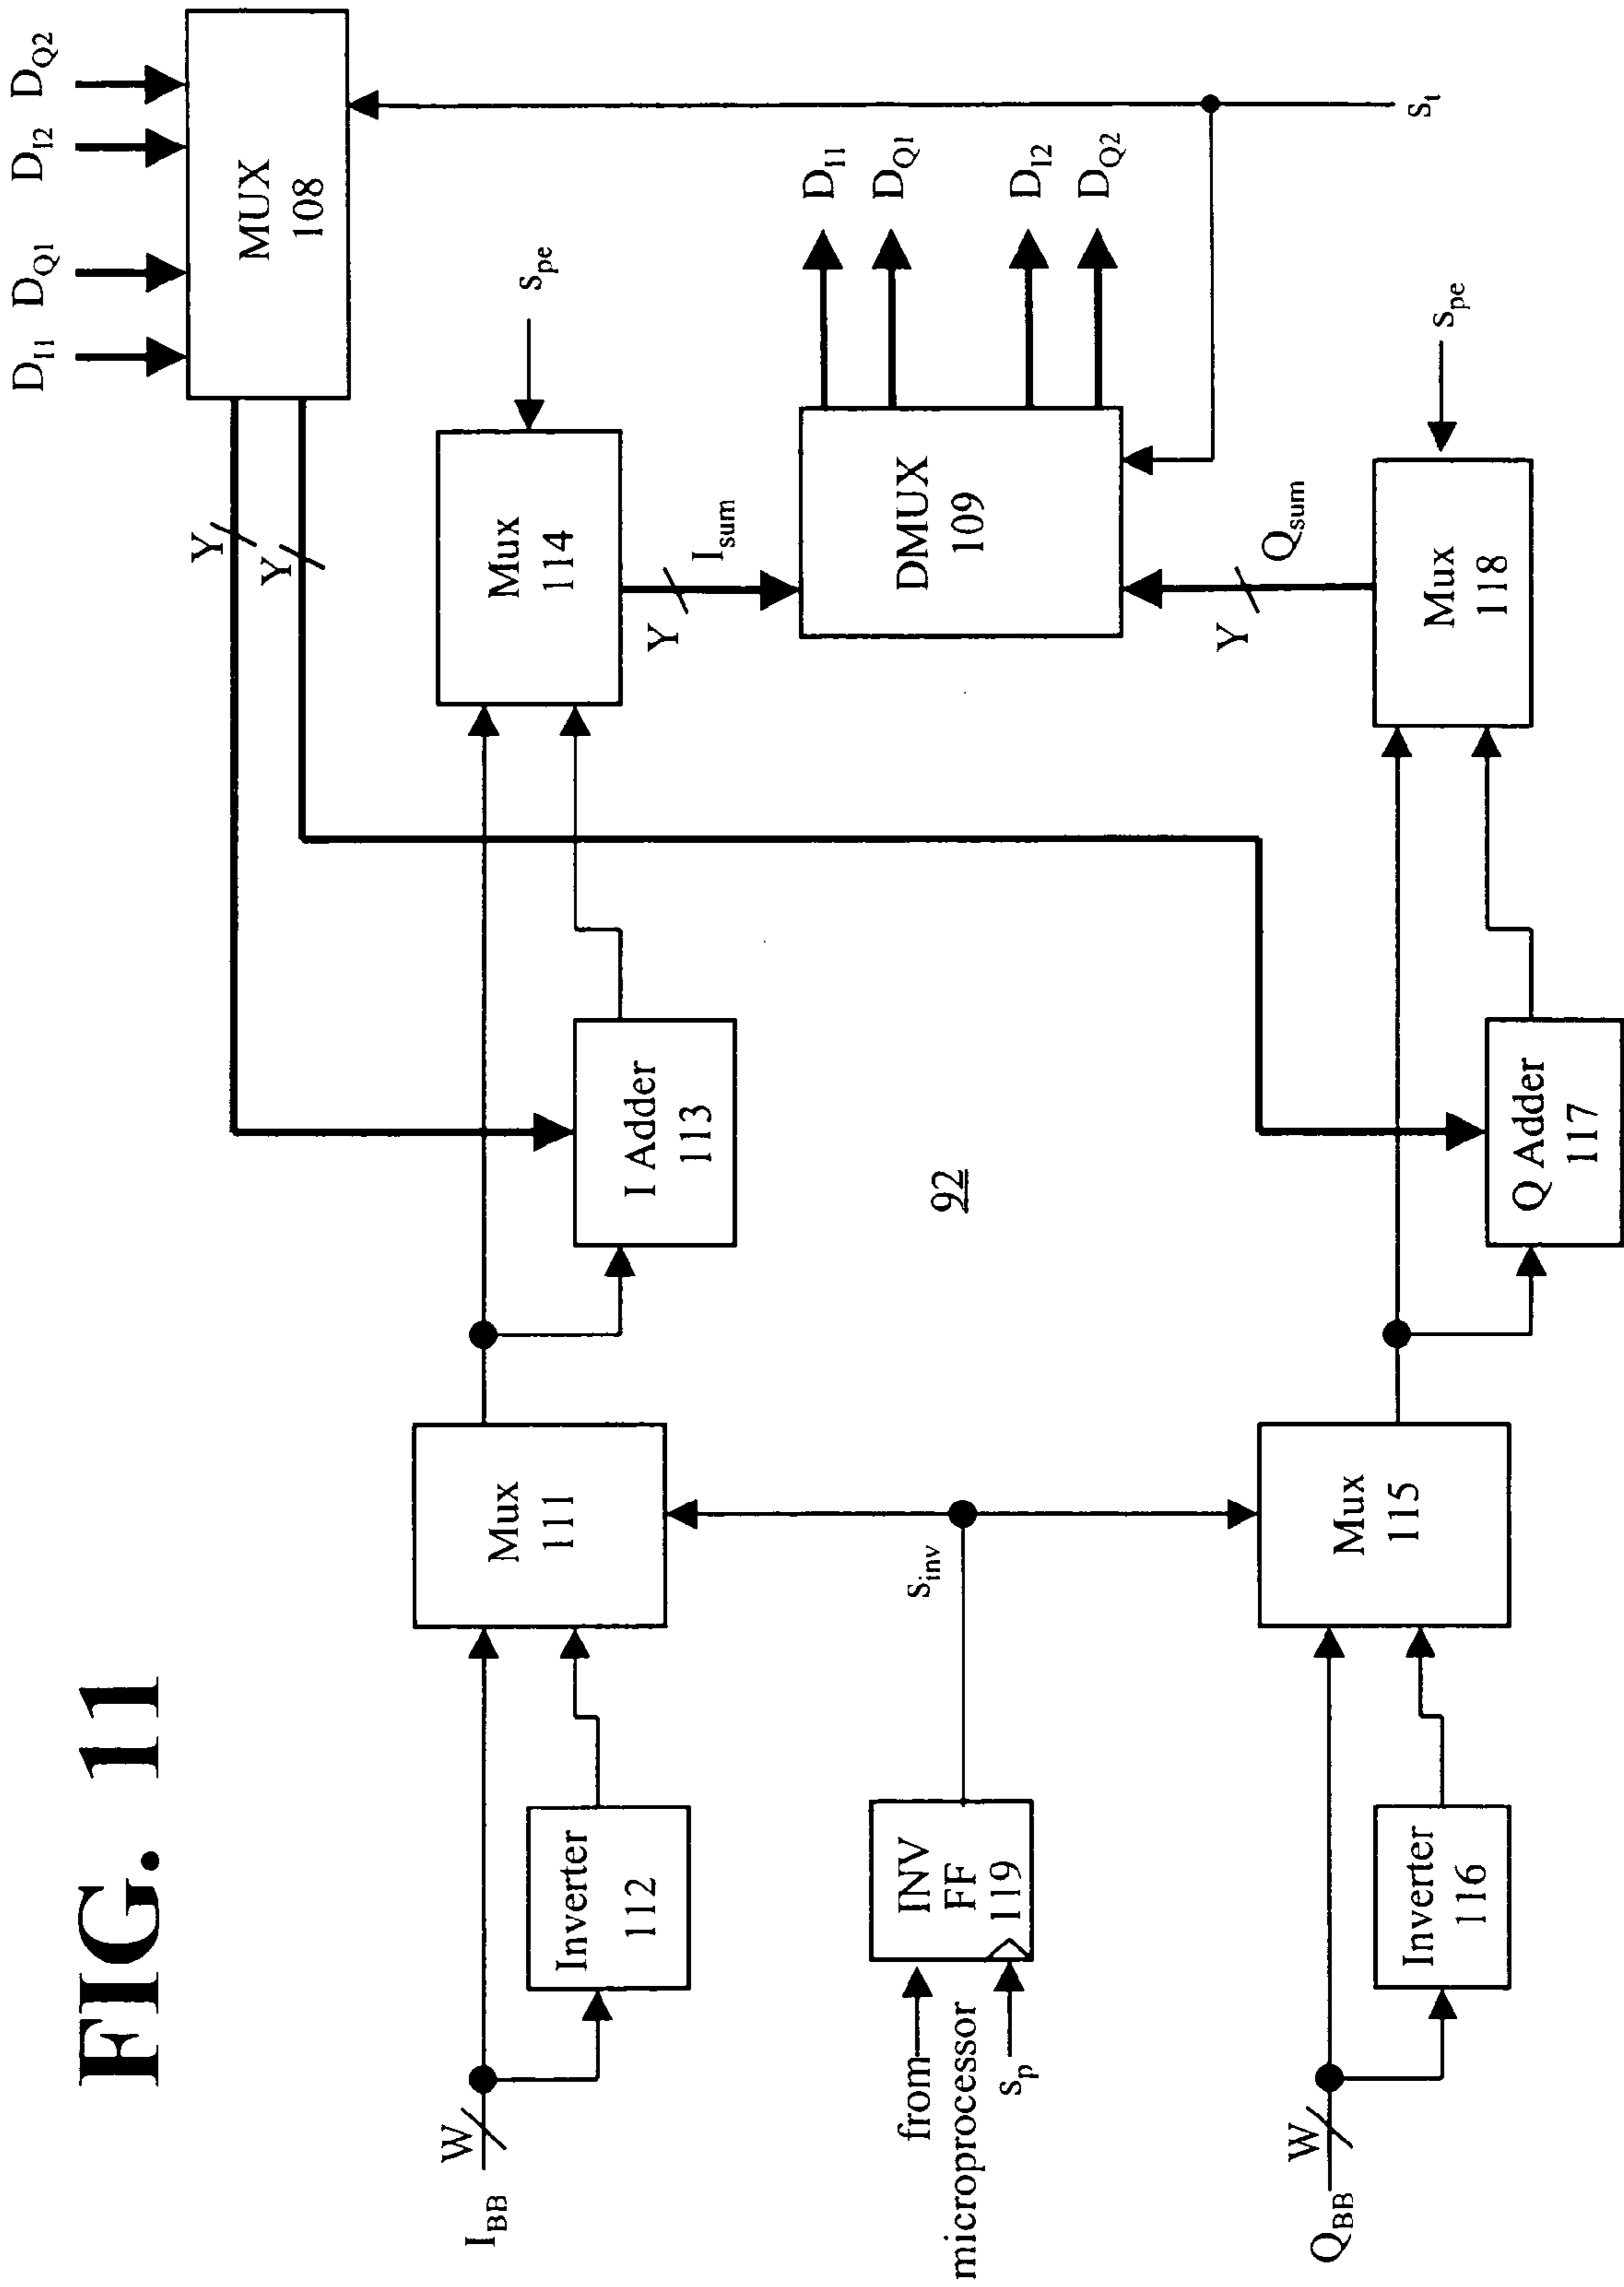 FIG. 11
D_I1
D_Q1
D_I2
D_Q2
MUX
108
Y
Y
I_BB
W
Inverter
112
Mux
111
I Adder
113
Mux
114
s_pe
I_sum
Y
from
microprocessor
s_p
INV
FF
119
s_inv
92
DMUX
109
D_I1
D_Q1
D_I2
D_Q2
s_t
Y
Q_sum
Q_BB
W
Inverter
116
Mux
115
Q Adder
117
Mux
118
s_pe